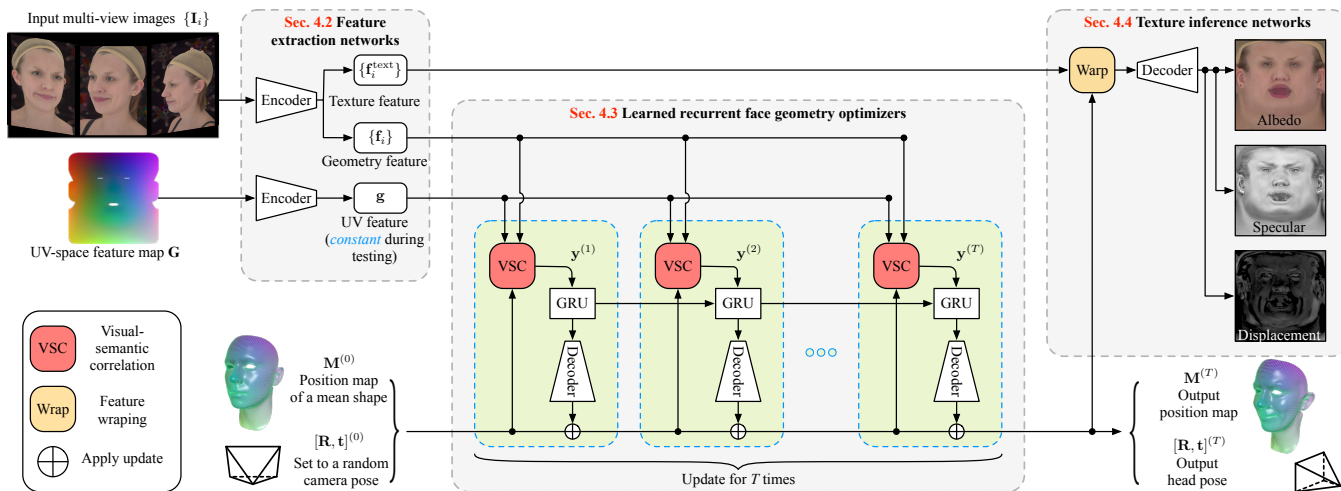 Input multi-view images {I_i}
Sec. 4.2 Feature
extraction networks
Encoder
{f_i^text}
Texture feature
{f_i}
Geometry feature
UV-space feature map G
Encoder
g
UV feature
(constant during
testing)
Sec. 4.3 Learned recurrent face geometry optimizers
VSC
y^(1)
GRU
Decoder
VSC
y^(2)
GRU
Decoder
VSC
y^(T)
GRU
Decoder
Update for T times
Sec. 4.4 Texture inference networks
Warp
Decoder
Albedo
Specular
Displacement
VSC
Visual-
semantic
correlation
Wrap
Feature
wraping
Apply update
M^(0)
Position map
of a mean shape
[R, t]^(0)
Set to a random
camera pose
M^(T)
Output
position map
[R, t]^(T)
Output
head pose